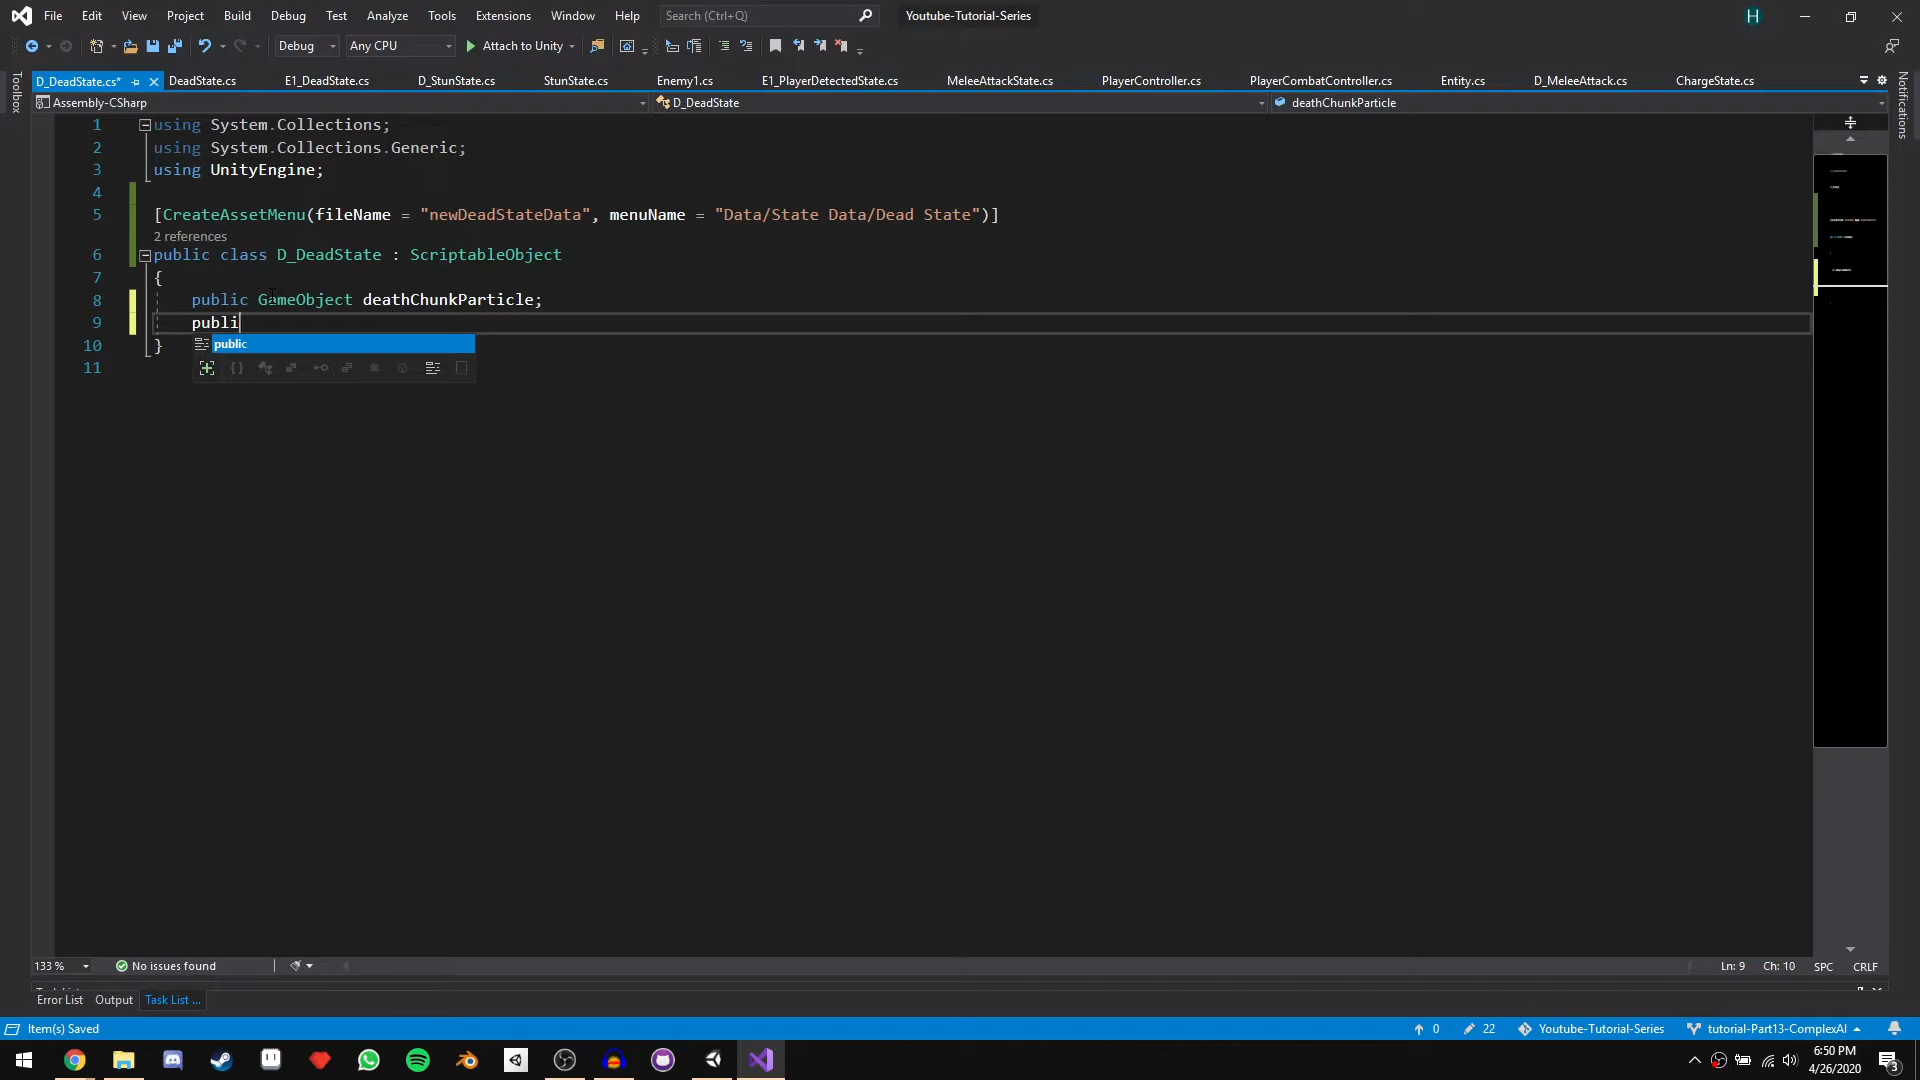 File Edit View Project Build Debug Test Analyze Tools Extensions Window Help Search (Ctrl+Q) Youtube-Tutorial-Series H
Debug Any CPU Attach to Unity
D_DeadState.cs* DeadState.cs E1_DeadState.cs D_StunState.cs StunState.cs Enemy1.cs E1_PlayerDetectedState.cs MeleeAttackState.cs PlayerController.cs PlayerCombatController.cs Entity.cs D_MeleeAttack.cs ChargeState.cs
Toolbox
Notifications
Assembly-CSharp D_DeadState deathChunkParticle
1 using System.Collections;
2 using System.Collections.Generic;
3 using UnityEngine;
4
5 [CreateAssetMenu(fileName = "newDeadStateData", menuName = "Data/State Data/Dead State")]
2 references
6 public class D_DeadState : ScriptableObject
7 {
8 public GameObject deathChunkParticle;
9 publi
public
10 }
11
133 % No issues found Ln: 9 Ch: 10 SPC CRLF
Error List Output Task List ...
Item(s) Saved 0 22 Youtube-Tutorial-Series tutorial-Part13-ComplexAI
6:50 PM
4/26/2020
3